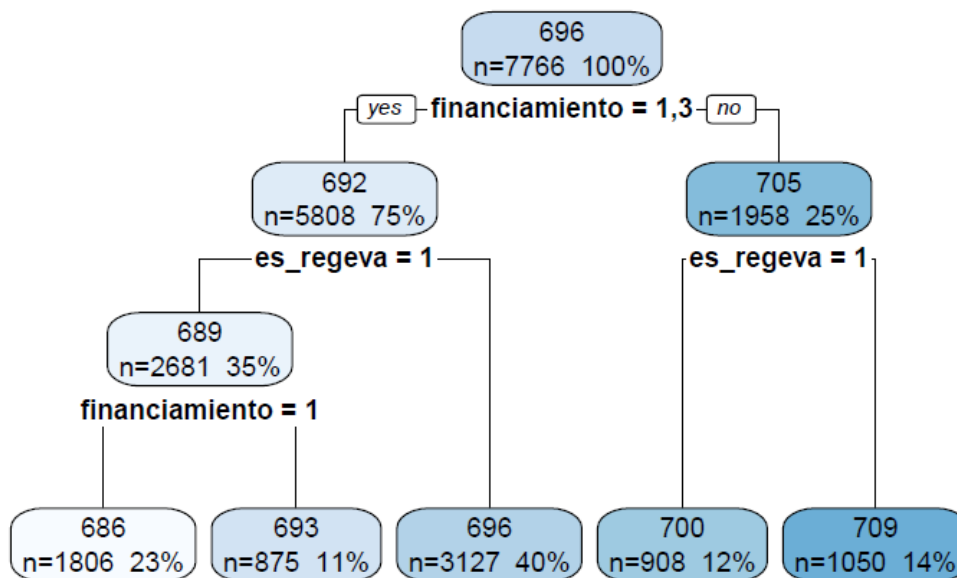 696
n=7766 100%
yes financiamiento = 1,3 no
692
n=5808 75%
705
n=1958 25%
es_regeva = 1
es_regeva = 1
689
n=2681 35%
financiamiento = 1
686
n=1806 23%
693
n=875 11%
696
n=3127 40%
700
n=908 12%
709
n=1050 14%